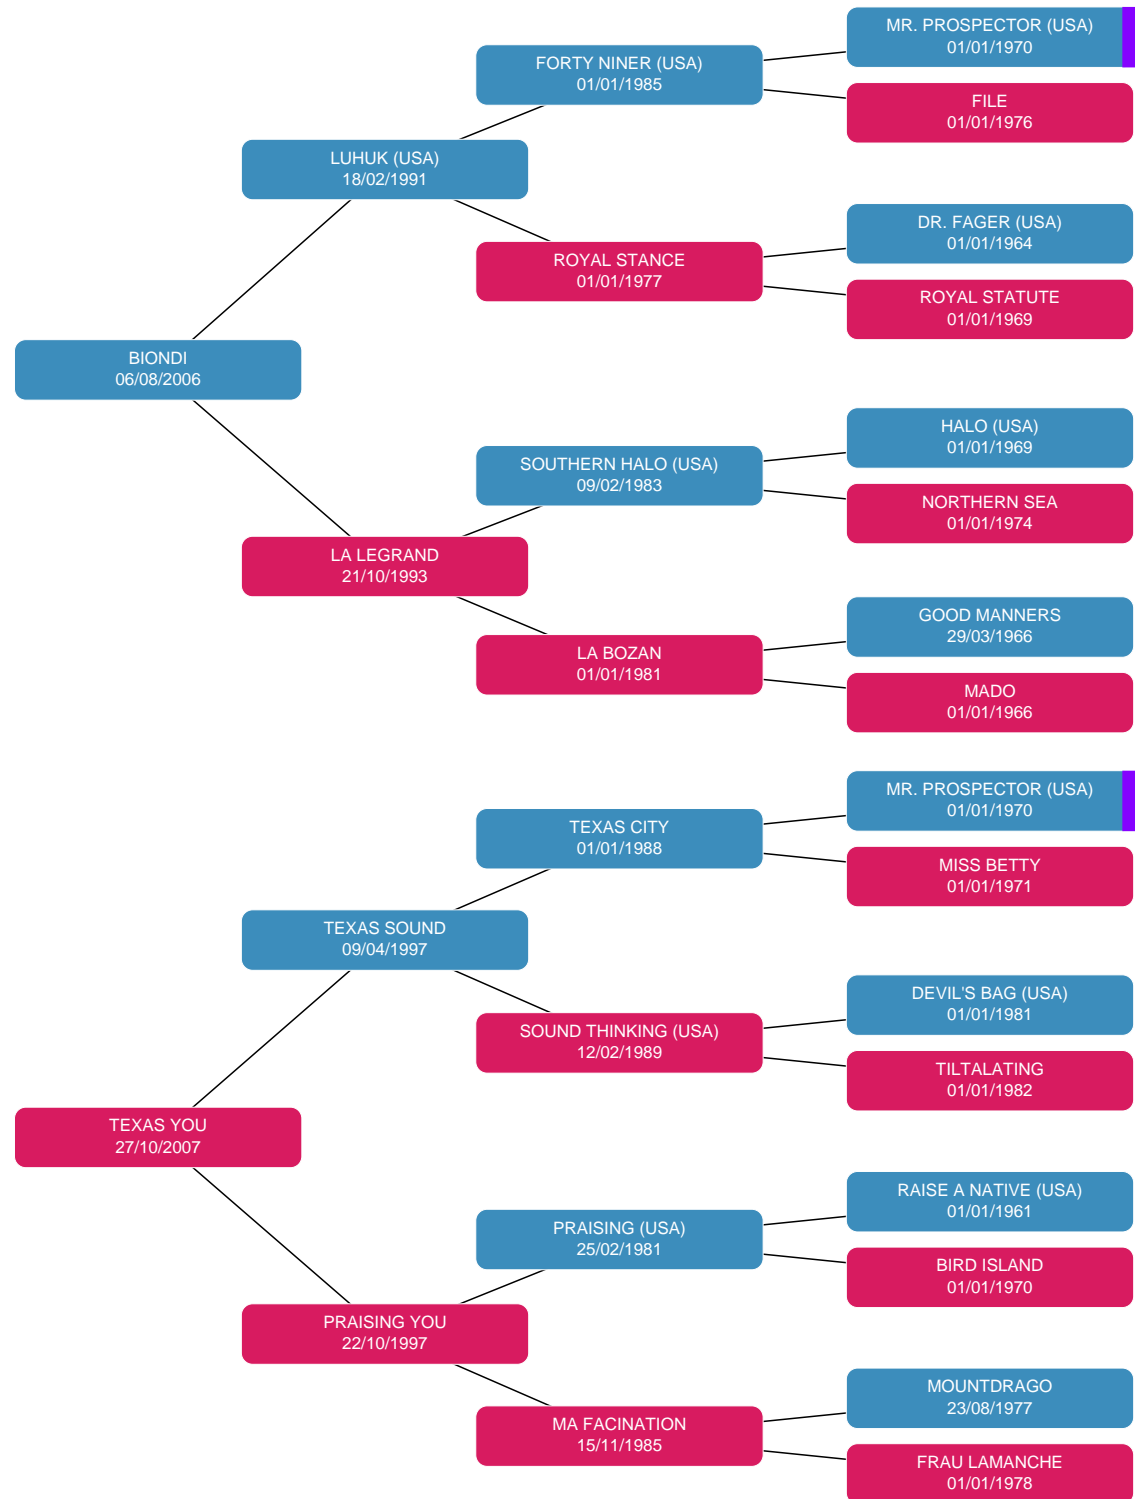 MR. PROSPECTOR (USA)
01/01/1970
FORTY NINER (USA)
01/01/1985
FILE
01/01/1976
LUHUK (USA)
18/02/1991
DR. FAGER (USA)
01/01/1964
ROYAL STANCE
01/01/1977
ROYAL STATUTE
01/01/1969
BIONDI
06/08/2006
HALO (USA)
01/01/1969
SOUTHERN HALO (USA)
09/02/1983
NORTHERN SEA
01/01/1974
LA LEGRAND
21/10/1993
GOOD MANNERS
29/03/1966
LA BOZAN
01/01/1981
MADO
01/01/1966
MR. PROSPECTOR (USA)
01/01/1970
TEXAS CITY
01/01/1988
MISS BETTY
01/01/1971
TEXAS SOUND
09/04/1997
DEVIL'S BAG (USA)
01/01/1981
SOUND THINKING (USA)
12/02/1989
TILTALATING
01/01/1982
TEXAS YOU
27/10/2007
RAISE A NATIVE (USA)
01/01/1961
PRAISING (USA)
25/02/1981
BIRD ISLAND
01/01/1970
PRAISING YOU
22/10/1997
MOUNTDRAGO
23/08/1977
MA FACINATION
15/11/1985
FRAU LAMANCHE
01/01/1978